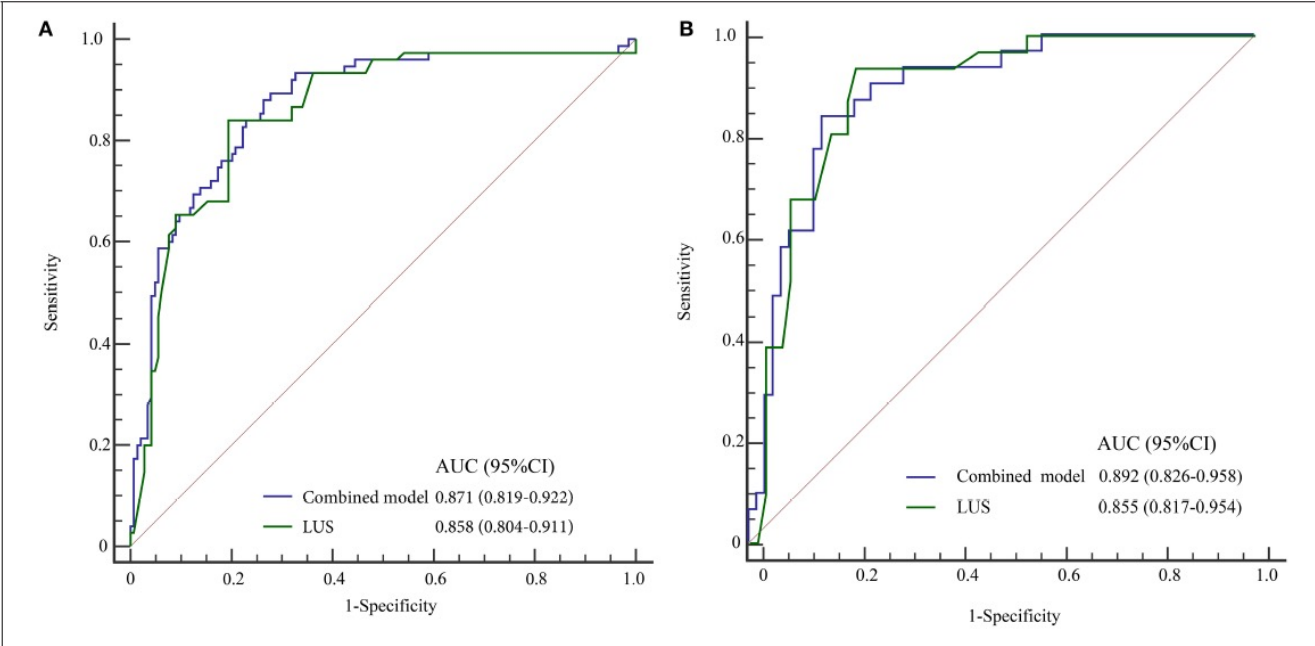 A
1.0
0.8
0.6
0.4
0.2
0
Sensitivity
AUC (95%CI)
Combined model 0.871 (0.819-0.922)
LUS 0.858 (0.804-0.911)
0 0.2 0.4 0.6 0.8 1.0
1-Specificity
B
1.0
0.8
0.6
0.4
0.2
0
Sensitivity
AUC (95%CI)
Combined model 0.892 (0.826-0.958)
LUS 0.855 (0.817-0.954)
0 0.2 0.4 0.6 0.8 1.0
1-Specificity